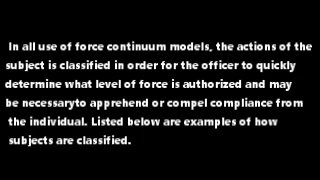 In all use of force continuum models, the actions of the
subject is classified in order for the officer to quickly
determine what level of force is authorized and may
be necessaryto apprehend or compel compliance from
the individual. Listed below are examples of how
subjects are classified.